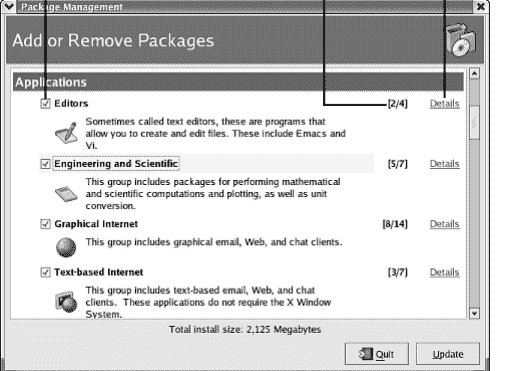 Package Management
Add or Remove Packages
Applications
Editors [2/4] Details
Sometimes called text editors, these are programs that
allow you to create and edit files. These include Emacs and
Vi.
Engineering and Scientific [5/7] Details
This group includes packages for performing mathematical
and scientific computations and plotting, as well as unit
conversion.
Graphical Internet [8/14] Details
This group includes graphical email, Web, and chat clients.
Text-based Internet [3/7] Details
This group includes text-based email, Web, and chat
clients. These applications do not require the X Window
System.
Total install size: 2,125 Megabytes
Quit Update